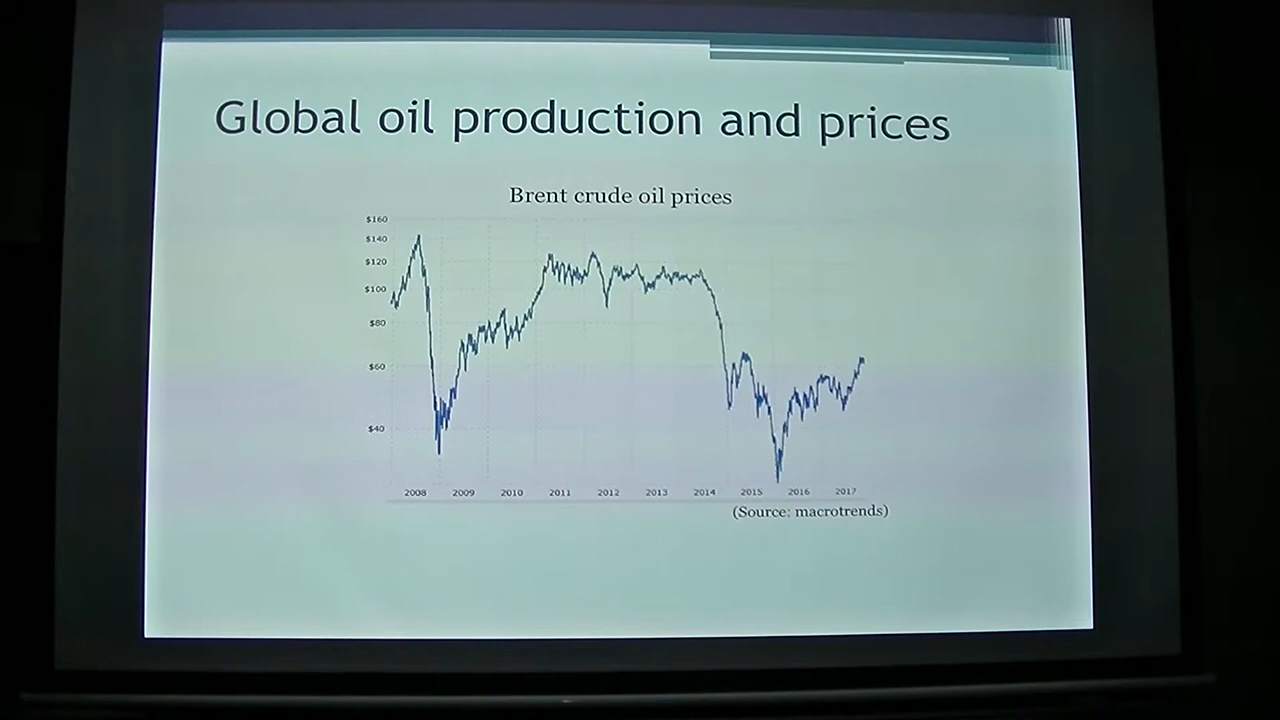 Global oil production and prices
Brent crude oil prices
$160
$140
$120
$100
$80
$60
$40
2008 2009 2010 2011 2012 2013 2014 2015 2016 2017
(Source: macrotrends)